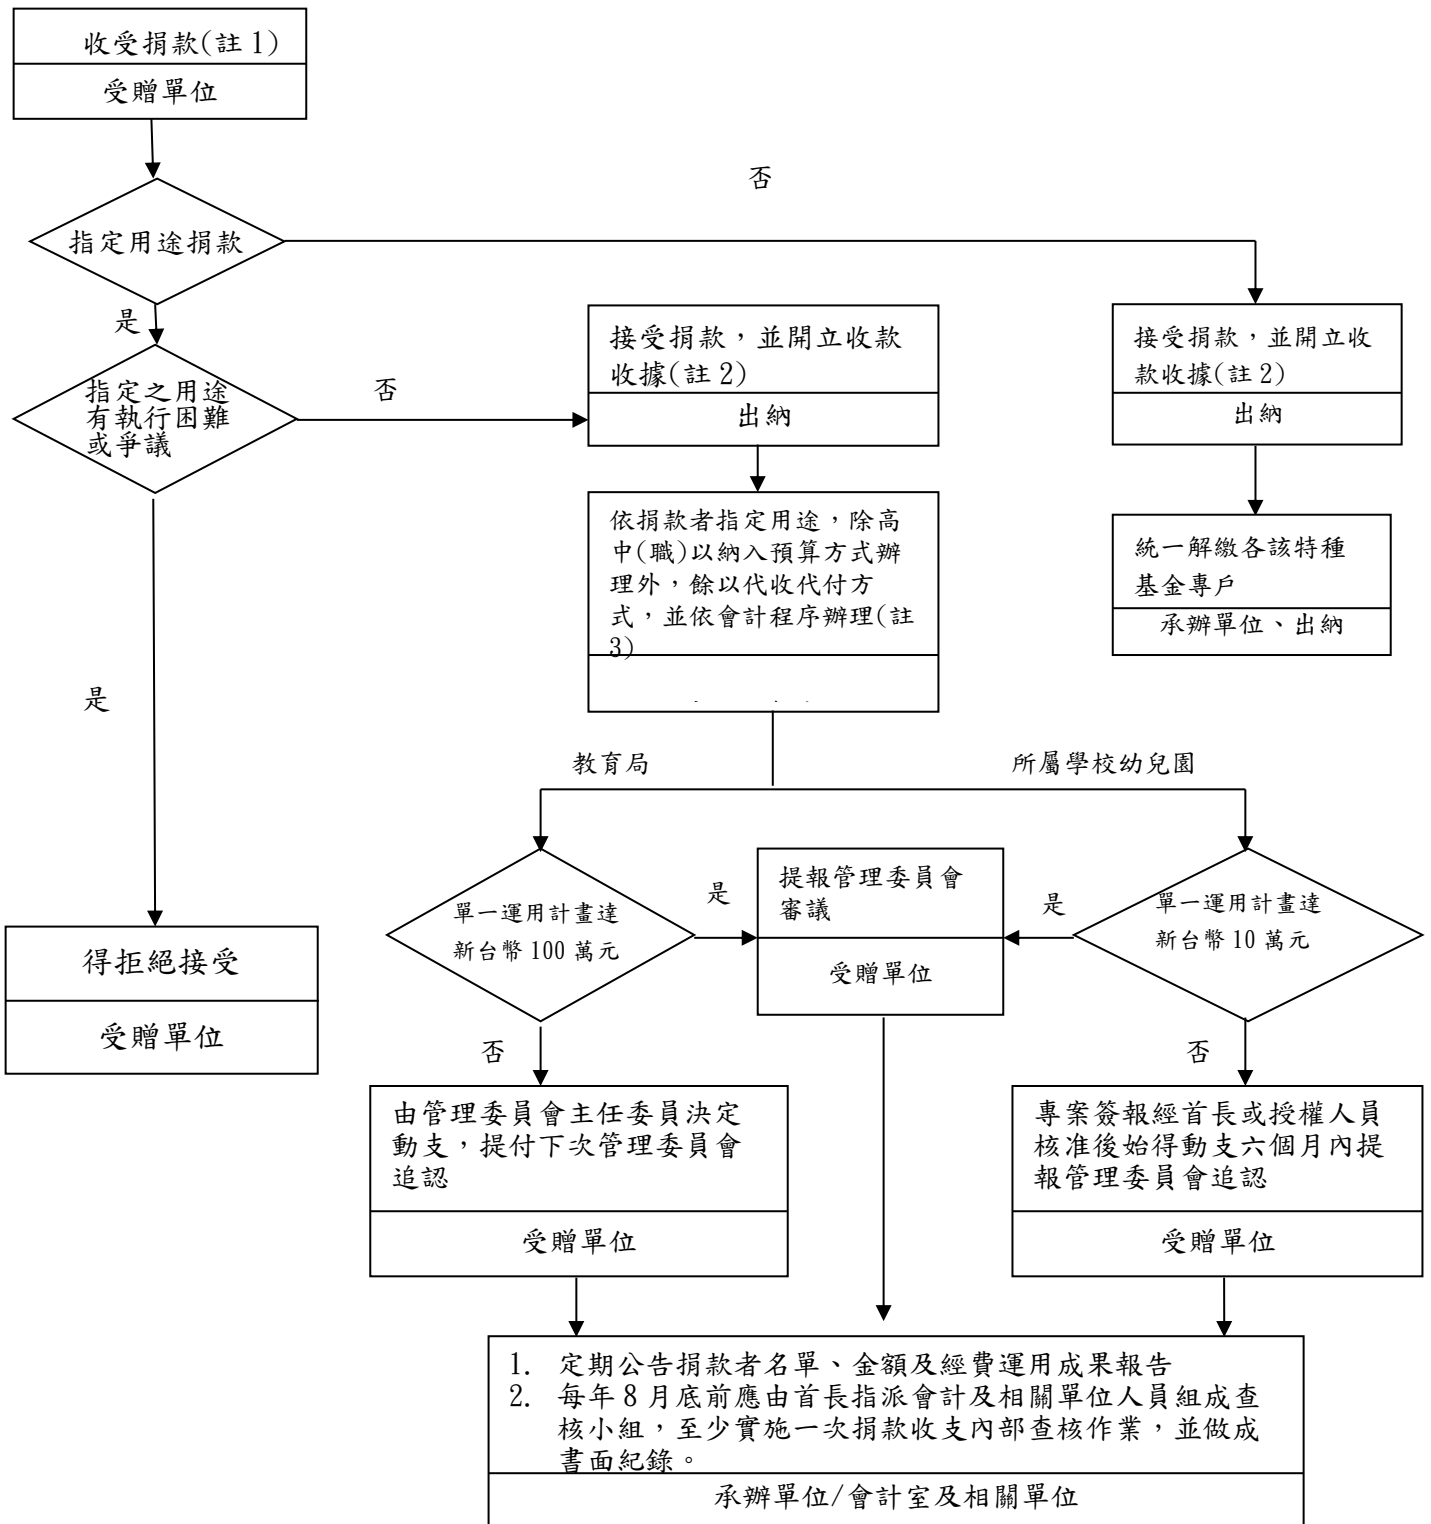 收受捐款(註 1)
受贈單位
否
指定用途捐款
是
指定之用途
有執行困難
或爭議
否
接受捐款，並開立收款
收據(註 2)
出納
接受捐款，並開立收
款收據(註 2)
出納
依捐款者指定用途，除高
中(職)以納入預算方式辦
理外，餘以代收代付方
式，並依會計程序辦理(註
3)
統一解繳各該特種
基金專戶
承辦單位、出納
是
教育局
所屬學校幼兒園
單一運用計畫達
新台幣 100 萬元
是
提報管理委員會
審議
受贈單位
是
單一運用計畫達
新台幣 10 萬元
得拒絕接受
受贈單位
否
否
由管理委員會主任委員決定
動支，提付下次管理委員會
追認
受贈單位
專案簽報經首長或授權人員
核准後始得動支六個月內提
報管理委員會追認
受贈單位
1. 定期公告捐款者名單、金額及經費運用成果報告
2. 每年 8 月底前應由首長指派會計及相關單位人員組成查
核小組，至少實施一次捐款收支內部查核作業，並做成
書面紀錄。
承辦單位/會計室及相關單位